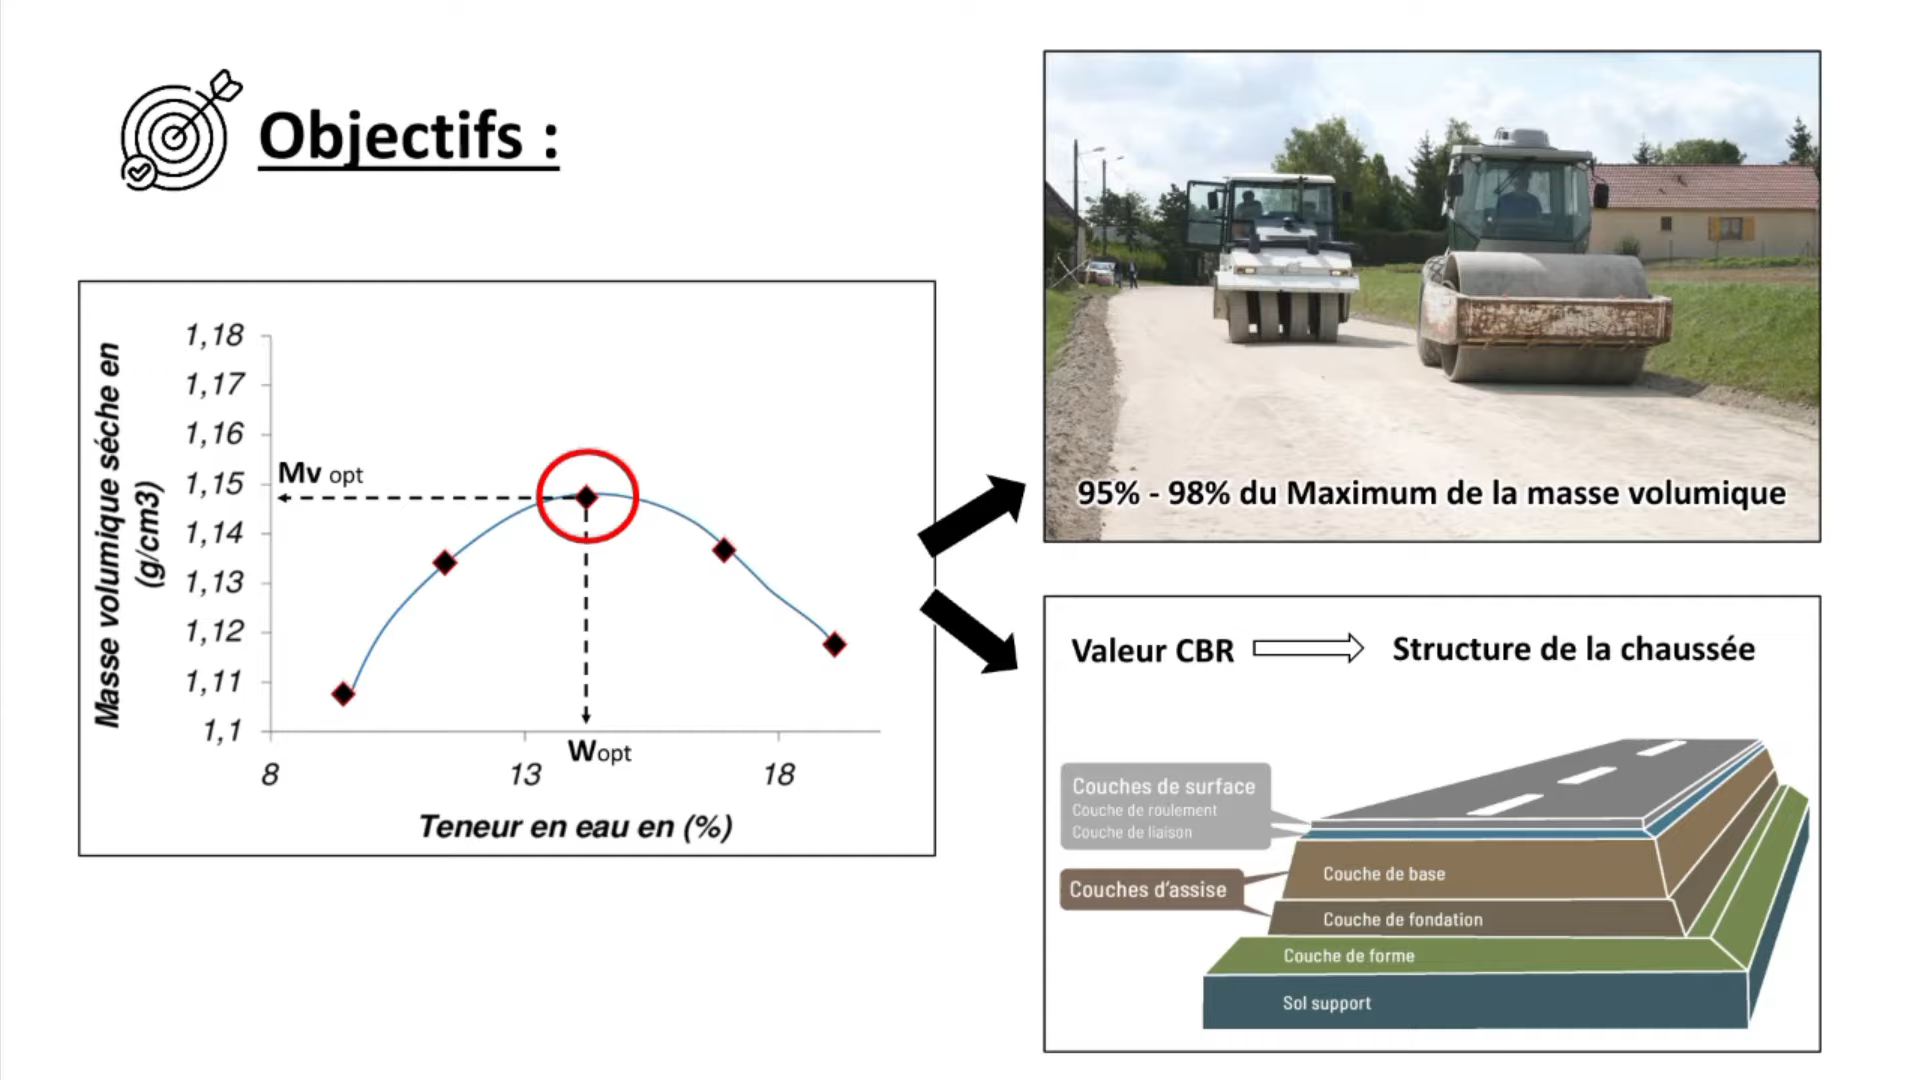 Objectifs :
Masse volumique séche en
(g/cm3)
1,18
1,17
1,16
1,15
1,14
1,13
1,12
1,11
1,1
Mv opt
Wopt
8
13
18
Teneur en eau en (%)
95% - 98% du Maximum de la masse volumique
Valeur CBR
Structure de la chaussée
Couches de surface
Couche de roulement
Couche de liaison
Couches d’assise
Couche de base
Couche de fondation
Couche de forme
Sol support